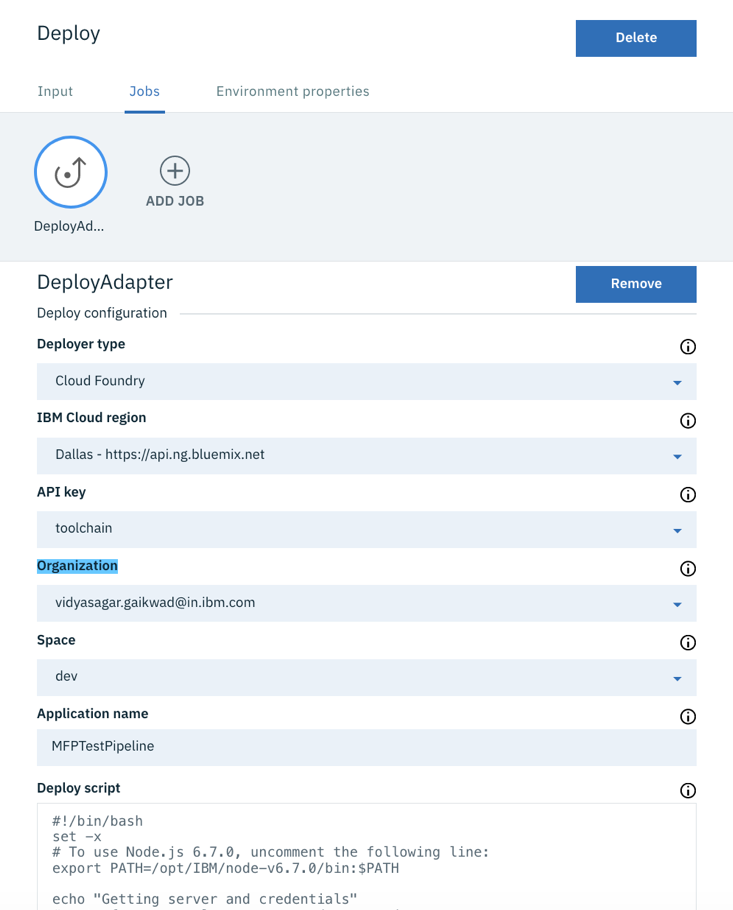 Deploy
Delete
Input Jobs Environment properties
DeployAd...
ADD JOB
DeployAdapter
Remove
Deploy configuration
Deployer type
Cloud Foundry
IBM Cloud region
Dallas - https://api.ng.bluemix.net
API key
toolchain
Organization
vidyasagar.gaikwad@in.ibm.com
Space
dev
Application name
MFPTestPipeline
Deploy script
#!/bin/bash
set -x
# To use Node.js 6.7.0, uncomment the following line:
export PATH=/opt/IBM/node-v6.7.0/bin:$PATH
echo "Getting server and credentials"